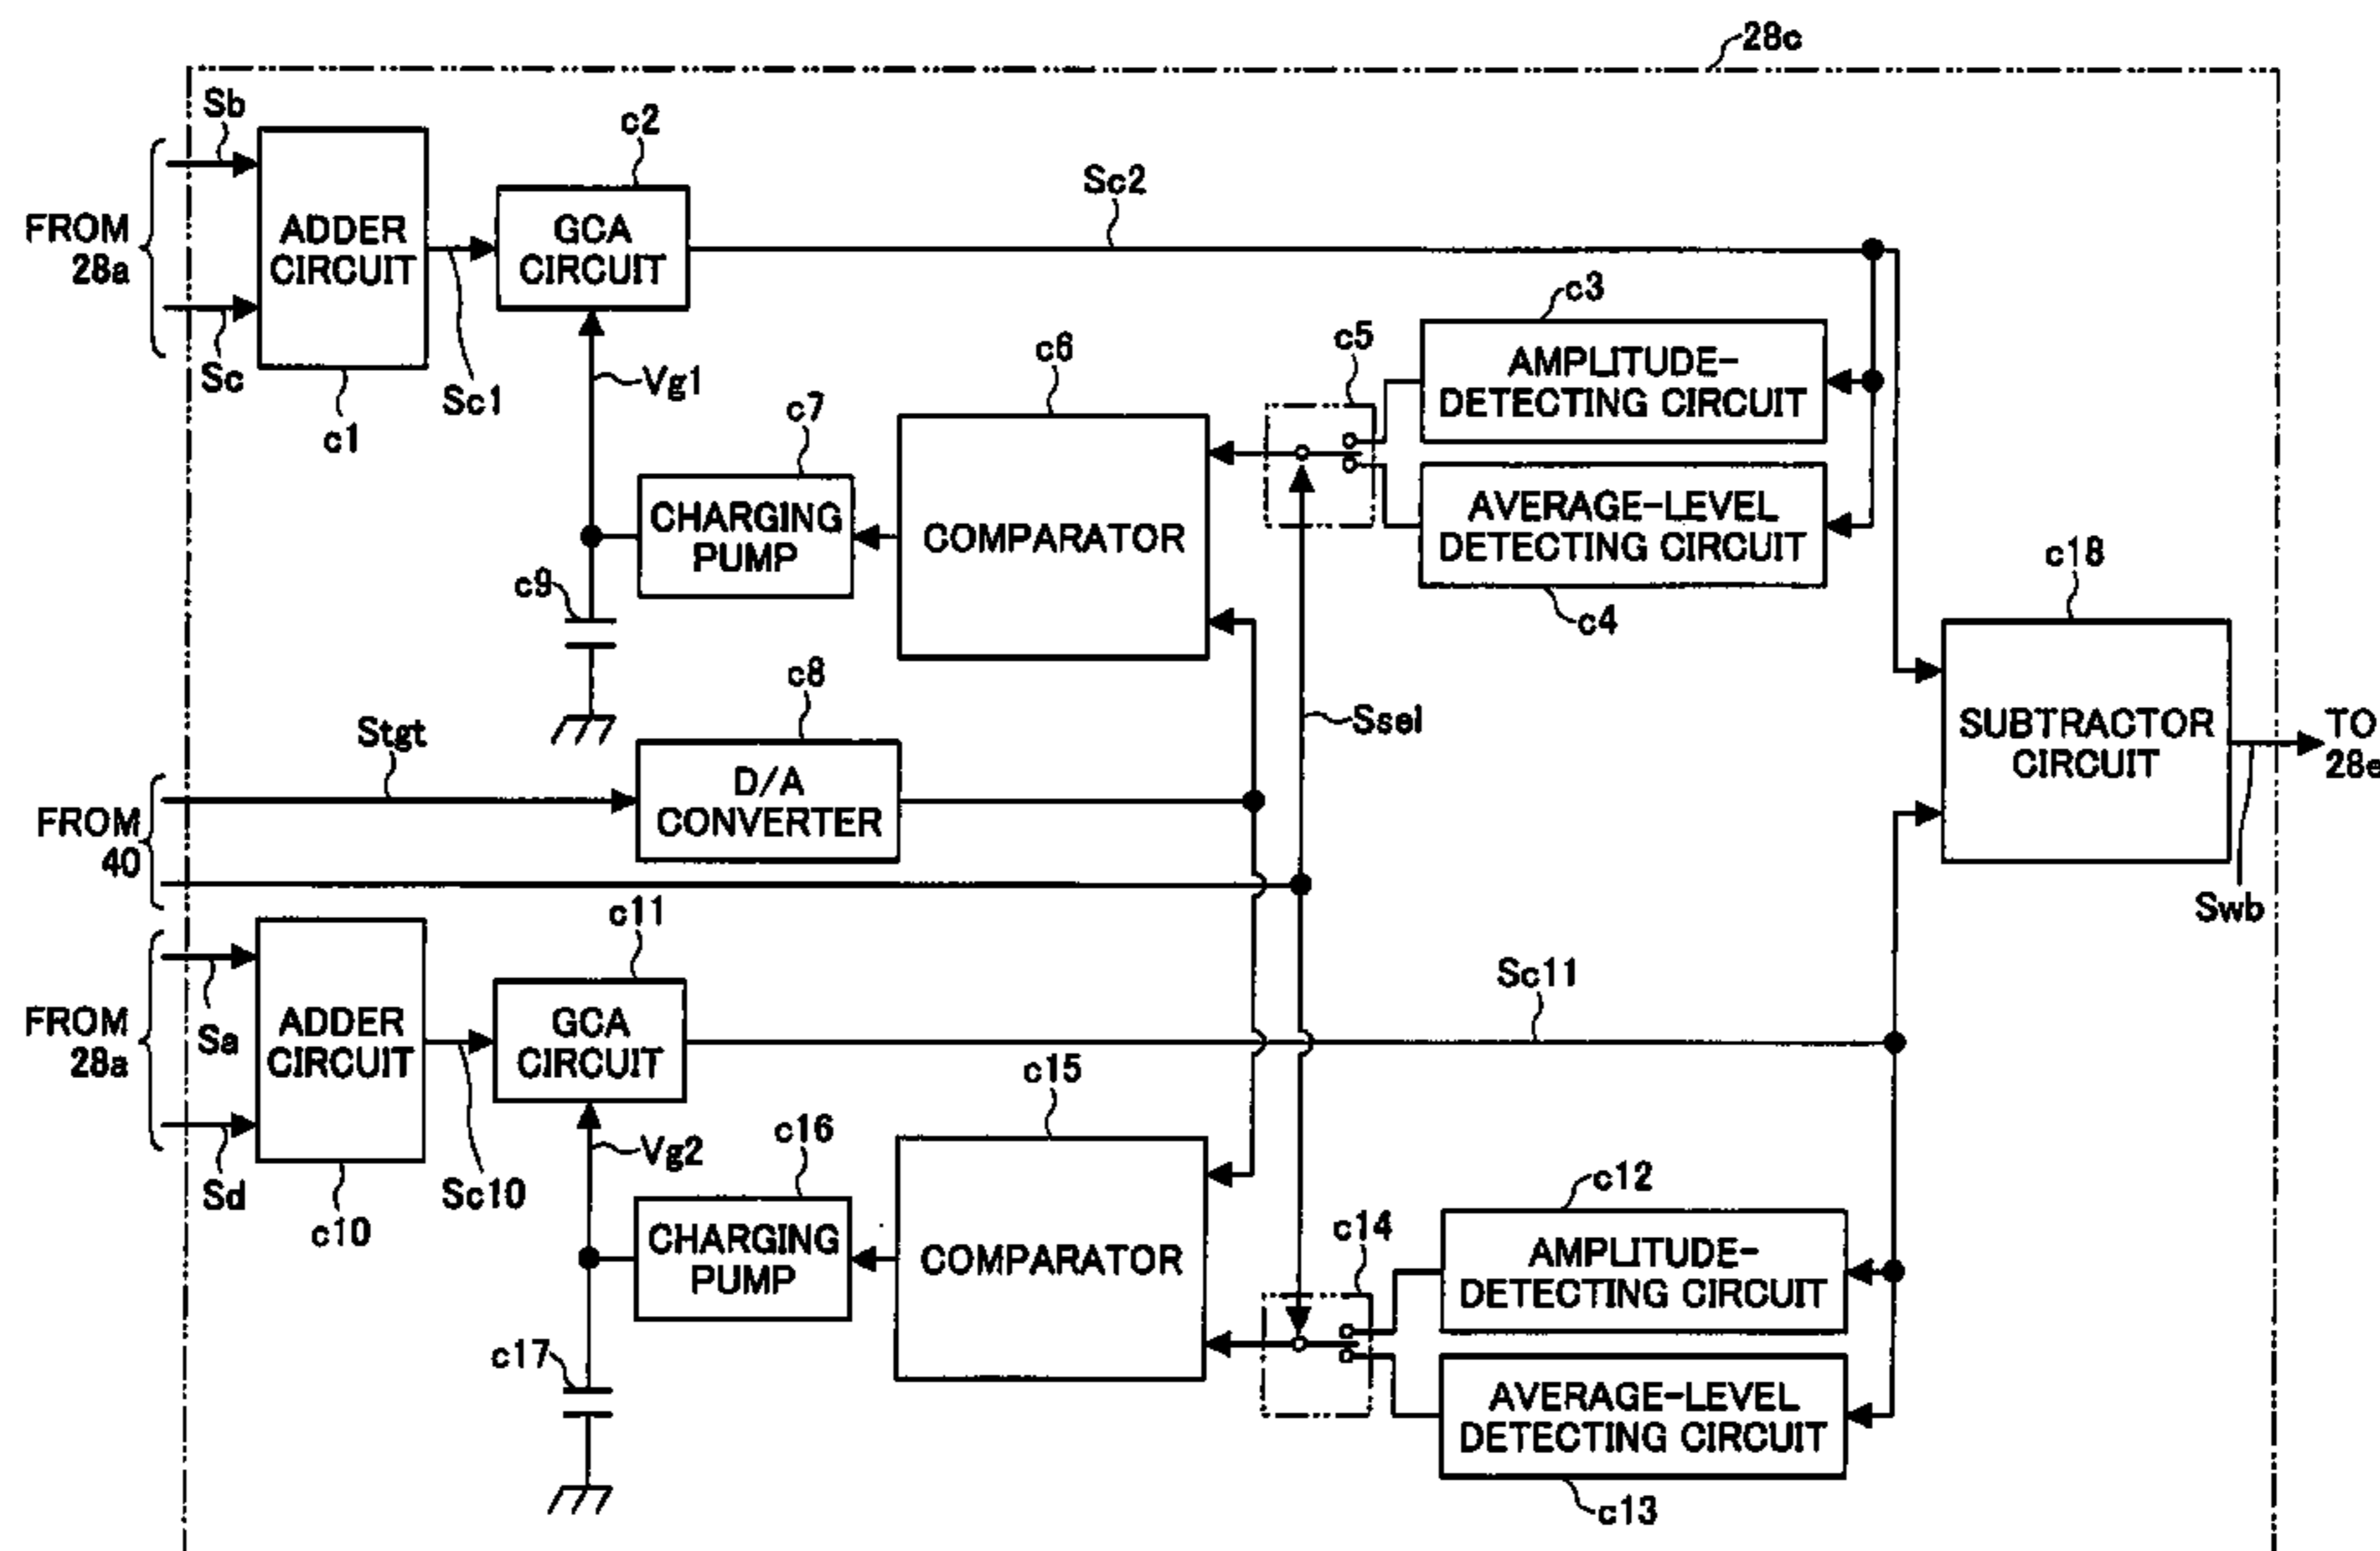 28c
Sb
c2
Sc2
FROM
28a
ADDER
CIRCUIT
GCA
CIRCUIT
c3
c5
AMPLITUDE-
DETECTING CIRCUIT
Sc
c1
Sc1
Vg1
c6
c7
CHARGING
PUMP
COMPARATOR
AVERAGE-LEVEL
DETECTING CIRCUIT
c4
c18
c9
c8
Stgt
Ssel
SUBTRACTOR
CIRCUIT
TO
28e
D/A
CONVERTER
FROM
40
Swb
c11
Sc11
FROM
28a
Sa
ADDER
CIRCUIT
GCA
CIRCUIT
Sd
c10
Sc10
Vg2
c15
c16
CHARGING
PUMP
COMPARATOR
c12
c14
AMPLITUDE-
DETECTING CIRCUIT
c17
AVERAGE-LEVEL
DETECTING CIRCUIT
c13